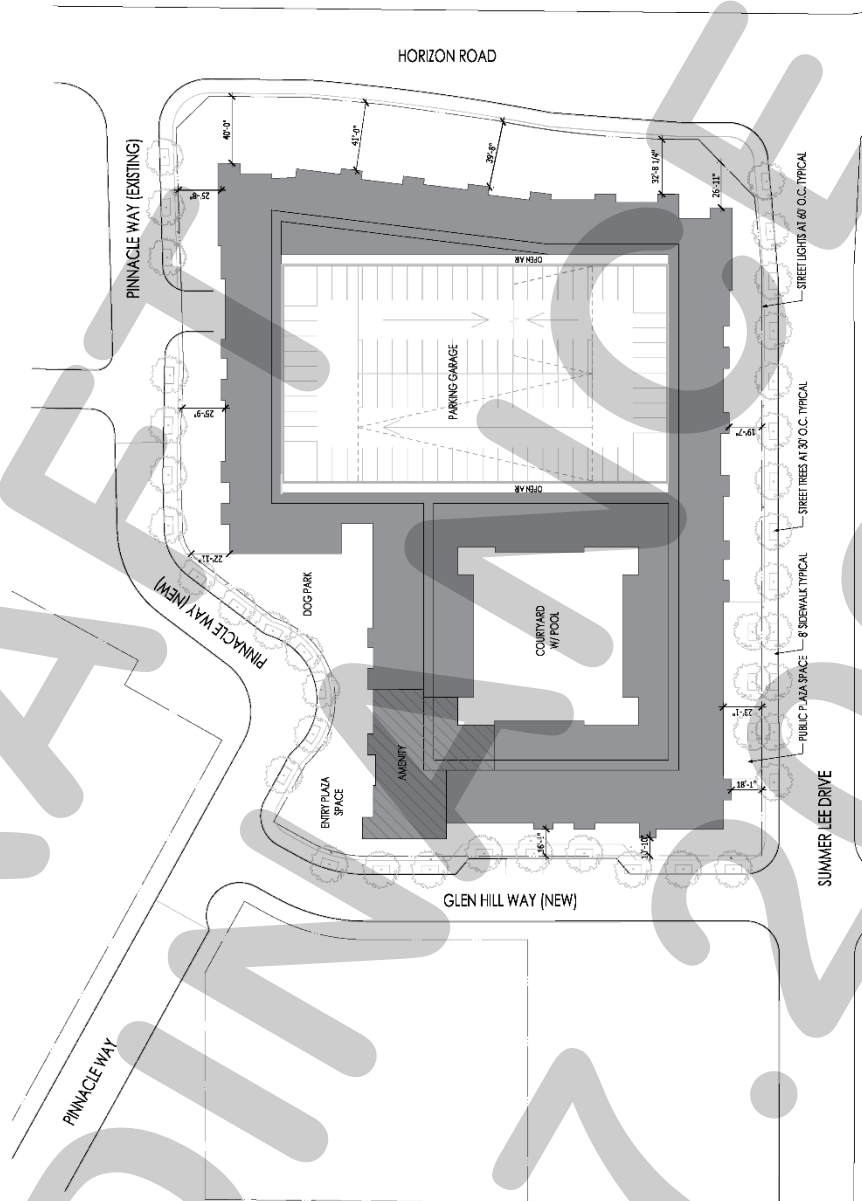 HORIZON ROAD
PINNACLE WAY (EXISTING)
40'-0"
41'-0"
39'-8"
32'-8 1/4"
26'-11"
25'-8"
OPEN AIR
STREET LIGHTS AT 60' O.C. TYPICAL
PARKING GARAGE
25'-9"
19'-7"
STREET TREES AT 30' O.C. TYPICAL
OPEN AIR
22'-11"
PINNACLE WAY (NEW)
DOG PARK
COURTYARD
W/ POOL
8' SIDEWALK TYPICAL
PUBLIC PLAZA SPACE
23'-1"
AMENITY
ENTRY PLAZA
SPACE
18'-1"
16'-1"
SUMMER LEE DRIVE
GLEN HILL WAY (NEW)
PINNACLE WAY